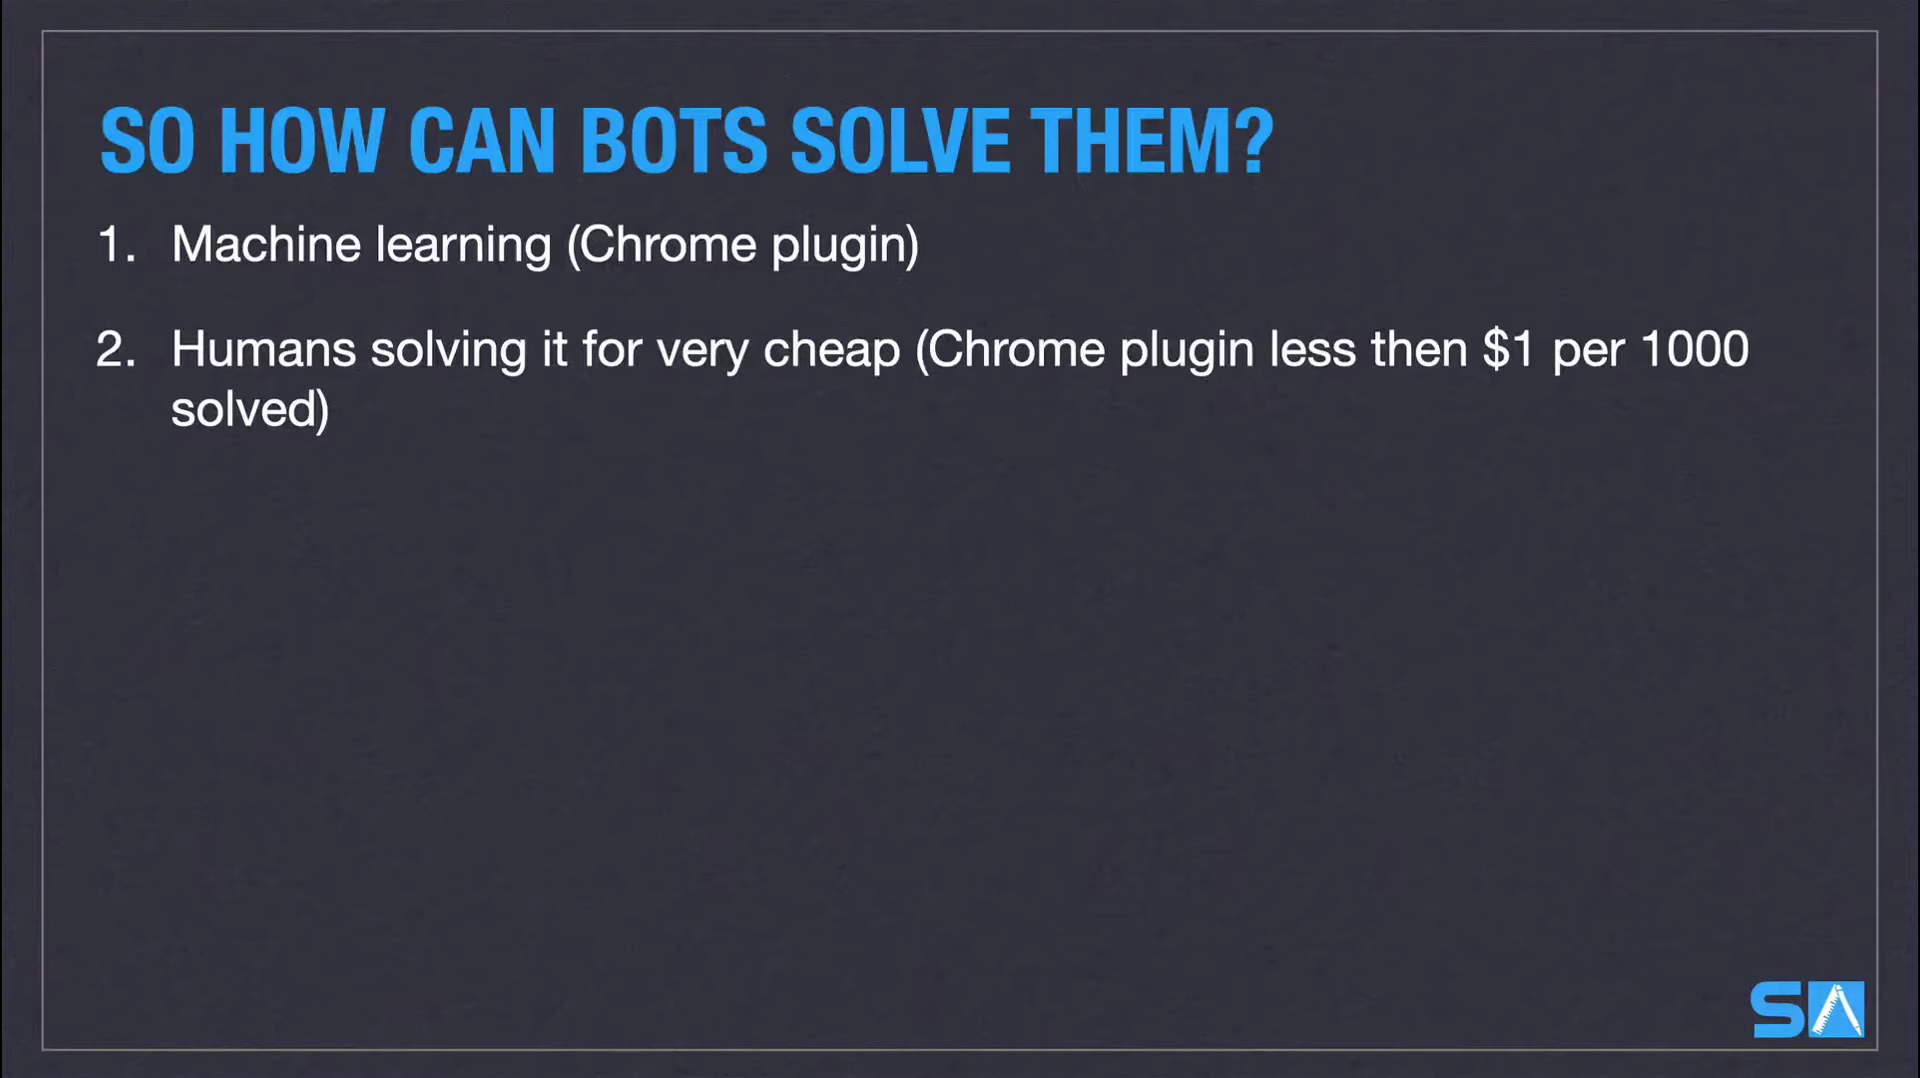 SO HOW CAN BOTS SOLVE THEM?
1. Machine learning (Chrome plugin)
2. Humans solving it for very cheap (Chrome plugin less then $1 per 1000
solved)
SA